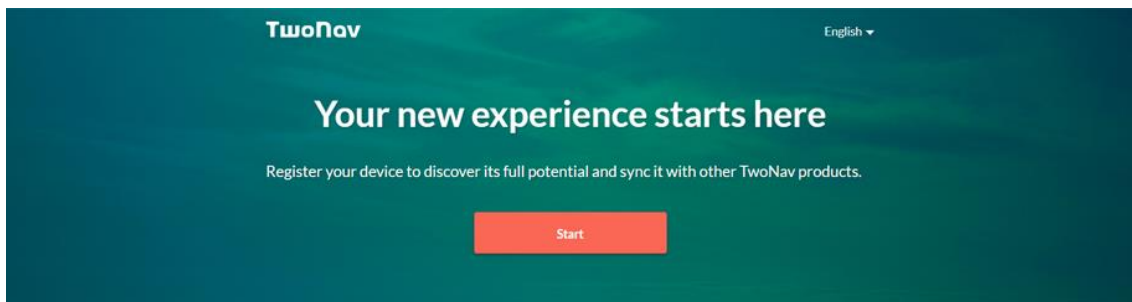 TwoNav
English
Your new experience starts here
Register your device to discover its full potential and sync it with other TwoNav products.
Start